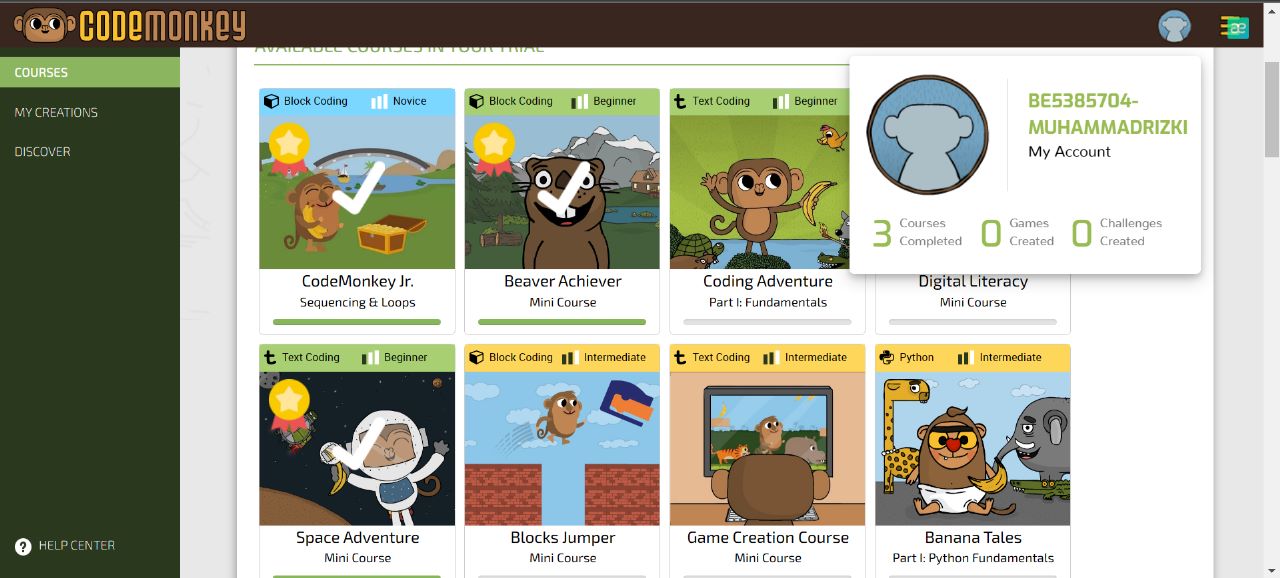 CODEMONKEY
AVAILABLE COURSES IN YOUR TRIAL
COURSES
MY CREATIONS
DISCOVER
HELP CENTER
BE5385704-
MUHAMMADRIZKI
My Account
3 Courses Completed
0 Games Created
0 Challenges Created
Block Coding Novice
CodeMonkey Jr.
Sequencing & Loops
Block Coding Beginner
Beaver Achiever
Mini Course
Text Coding Beginner
Coding Adventure
Part I: Fundamentals
Digital Literacy
Mini Course
Text Coding Beginner
Space Adventure
Mini Course
Block Coding Intermediate
Blocks Jumper
Mini Course
Text Coding Intermediate
Game Creation Course
Mini Course
Python Intermediate
Banana Tales
Part I: Python Fundamentals